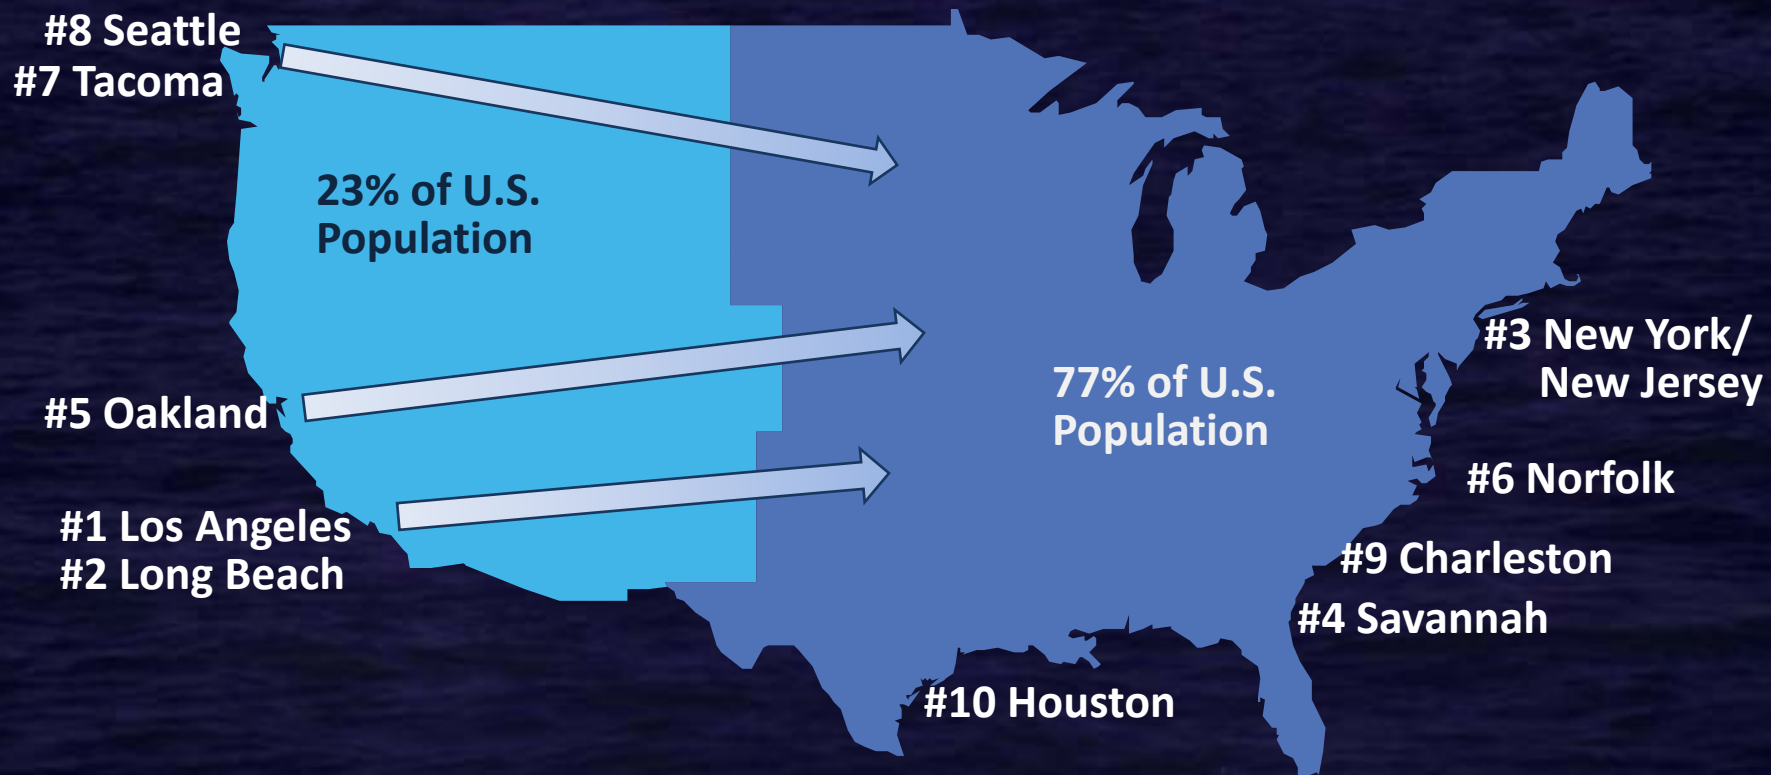 #8 Seattle
#7 Tacoma
23% of U.S.
Population
#5 Oakland
#1 Los Angeles
#2 Long Beach
77% of U.S.
Population
#3 New York/
New Jersey
#6 Norfolk
#9 Charleston
#4 Savannah
#10 Houston